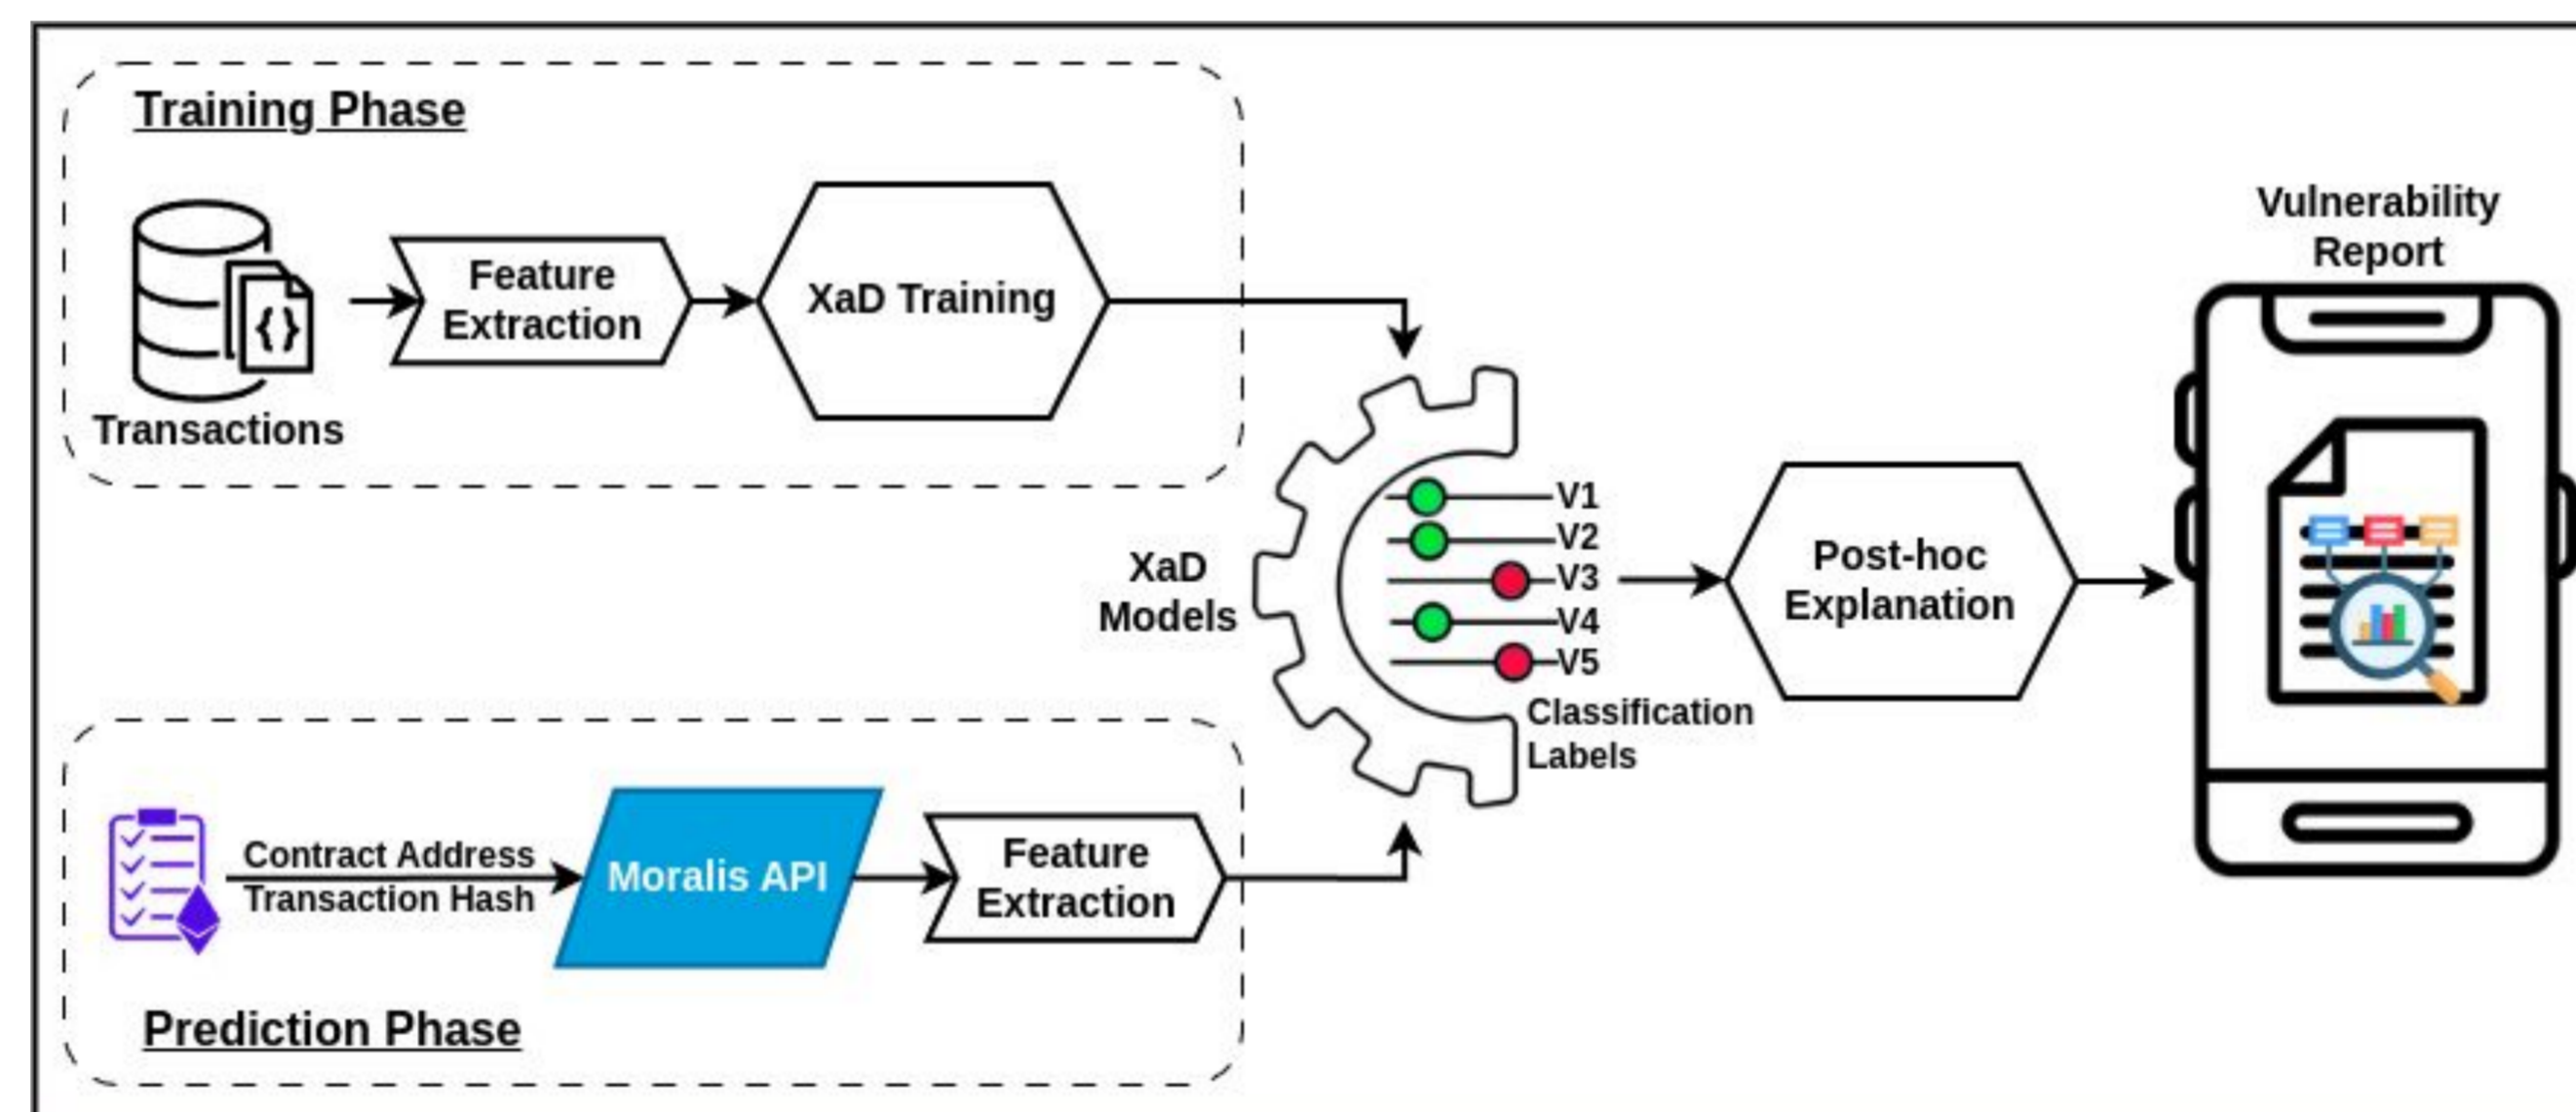 Training Phase
Feature
Extraction
XaD Training
{}
Transactions
Vulnerability
Report
XaD
Models
V1
V2
V3
V4
V5
Classification
Labels
Post-hoc
Explanation
Contract Address
Transaction Hash
Moralis API
Feature
Extraction
Prediction Phase